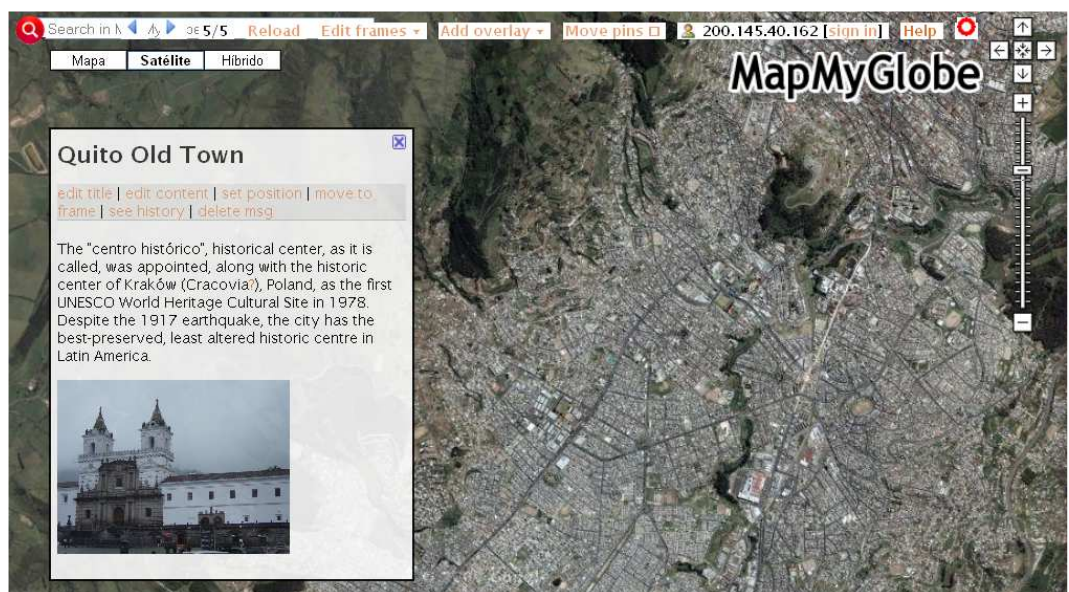 Search in 5/5 Reload Edit frames Add overlay Move pins 200.145.40.162 [sign in] Help
Mapa Satélite Híbrido
MapMyGlobe
Quito Old Town
edit title | edit content | set position | move to
frame | see history | delete msg
The "centro histórico", historical center, as it is
called, was appointed, along with the historic
center of Kraków (Cracovia?), Poland, as the first
UNESCO World Heritage Cultural Site in 1978.
Despite the 1917 earthquake, the city has the
best-preserved, least altered historic centre in
Latin America.